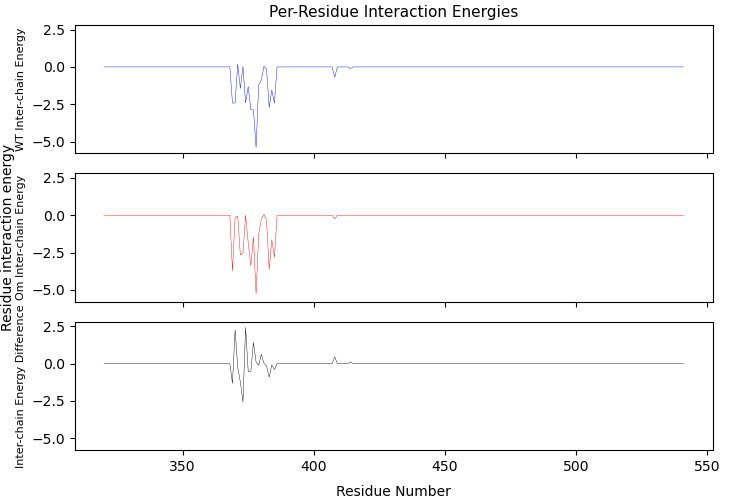 Per-Residue Interaction Energies
Residue interaction energy
WT Inter-chain Energy
2.5
0.0
−2.5
−5.0
Om Inter-chain Energy
2.5
0.0
−2.5
−5.0
Inter-chain Energy Difference
2.5
0.0
−2.5
−5.0
350 400 450 500 550
Residue Number